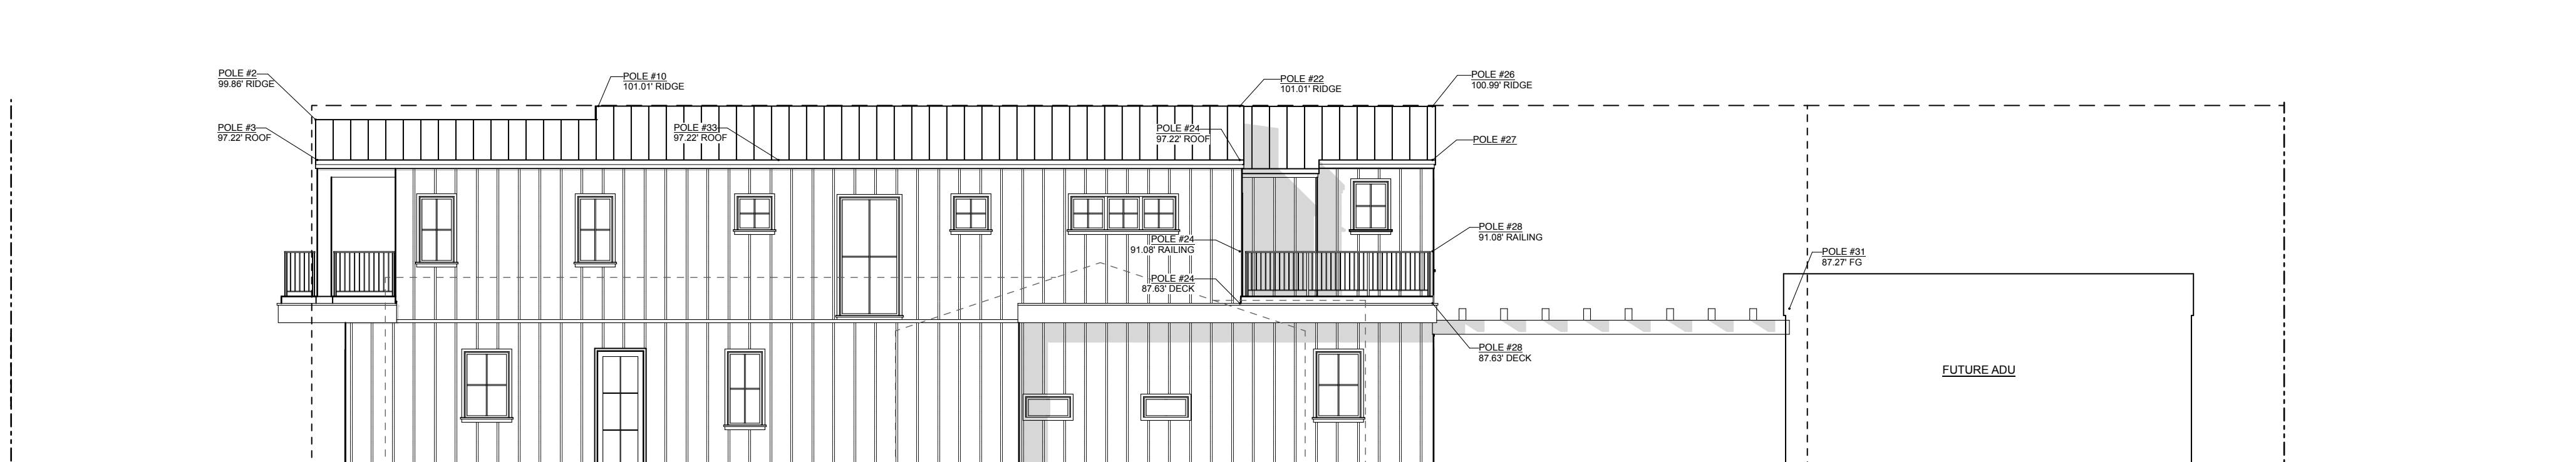 POLE #2
99.86' RIDGE
POLE #10
101.01' RIDGE
POLE #22
101.01' RIDGE
POLE #26
100.99' RIDGE
POLE #3
97.22' ROOF
POLE #33
97.22' ROOF
POLE #24
97.22' ROOF
POLE #27
POLE #24
91.08' RAILING
POLE #28
91.08' RAILING
POLE #31
87.27' FG
POLE #24
87.63' DECK
POLE #28
87.63' DECK
FUTURE ADU